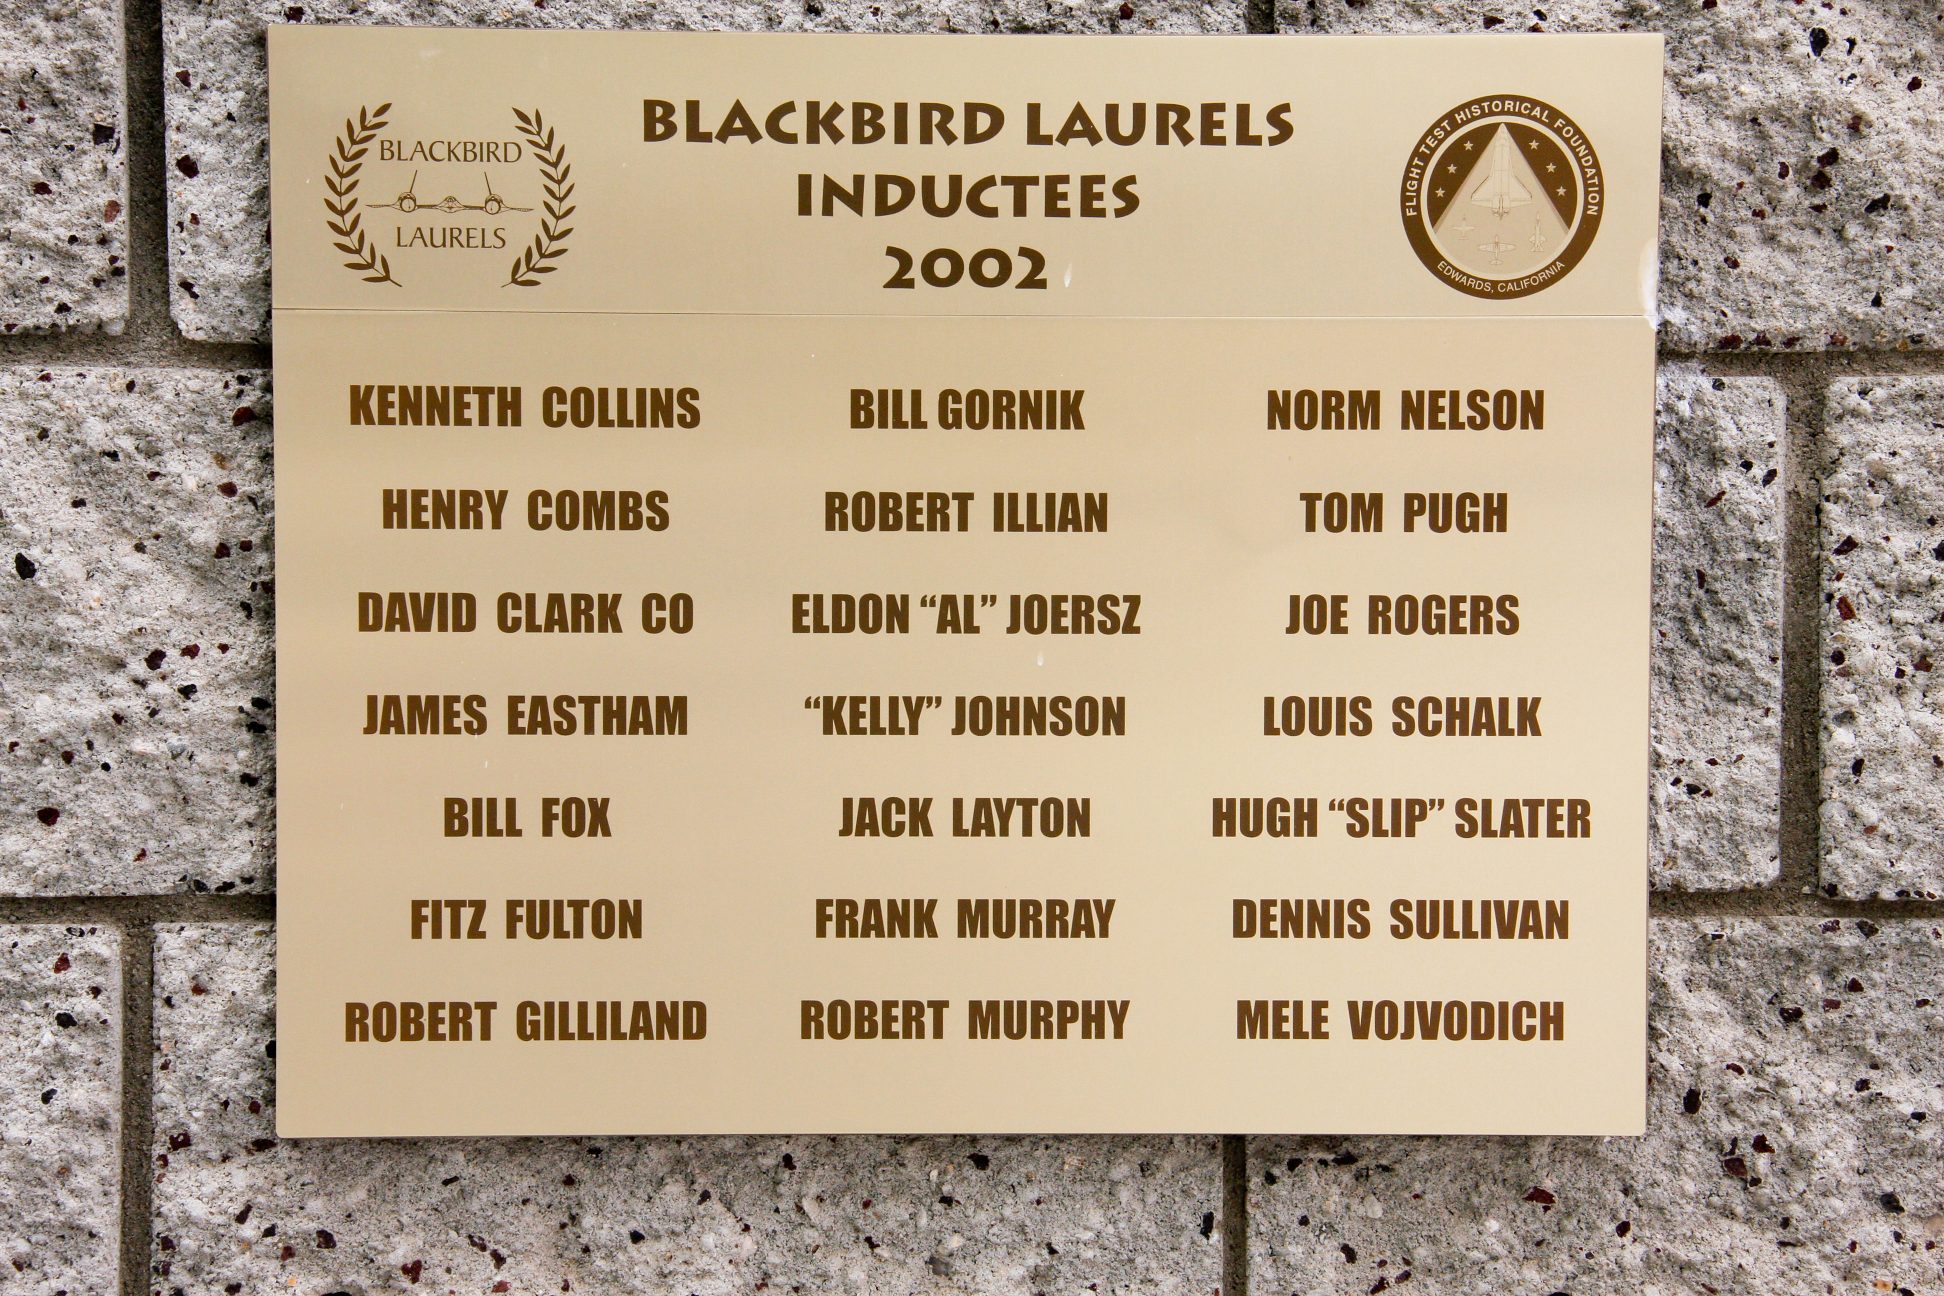 BLACKBIRD LAURELS
INDUCTEES
2002
BLACKBIRD
LAURELS
FLIGHT TEST HISTORICAL FOUNDATION
EDWARDS, CALIFORNIA
KENNETH COLLINS
HENRY COMBS
DAVID CLARK CO
JAMES EASTHAM
BILL FOX
FITZ FULTON
ROBERT GILLILAND
BILL GORNIK
ROBERT ILLIAN
ELDON “AL” JOERSZ
“KELLY” JOHNSON
JACK LAYTON
FRANK MURRAY
ROBERT MURPHY
NORM NELSON
TOM PUGH
JOE ROGERS
LOUIS SCHALK
HUGH “SLIP” SLATER
DENNIS SULLIVAN
MELE VOJVODICH